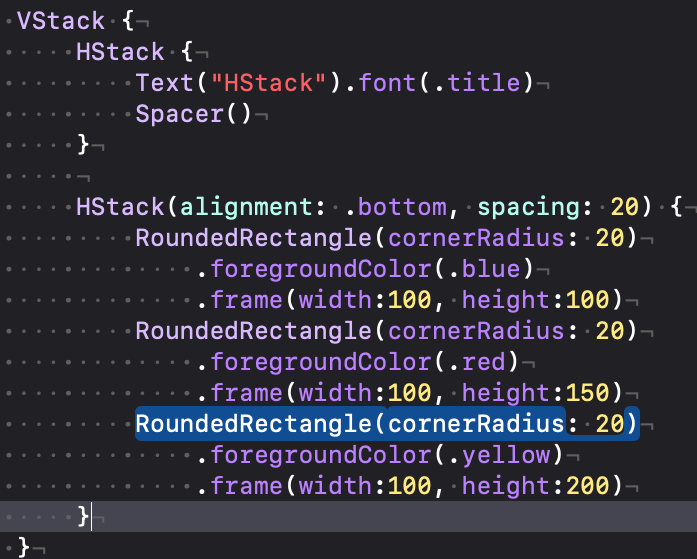 VStack {
HStack {
Text("HStack").font(.title)
Spacer()
}
HStack(alignment: .bottom, spacing: 20) {
RoundedRectangle(cornerRadius: 20)
.foregroundColor(.blue)
.frame(width:100, height:100)
RoundedRectangle(cornerRadius: 20)
.foregroundColor(.red)
.frame(width:100, height:150)
RoundedRectangle(cornerRadius: 20)
.foregroundColor(.yellow)
.frame(width:100, height:200)
}
}